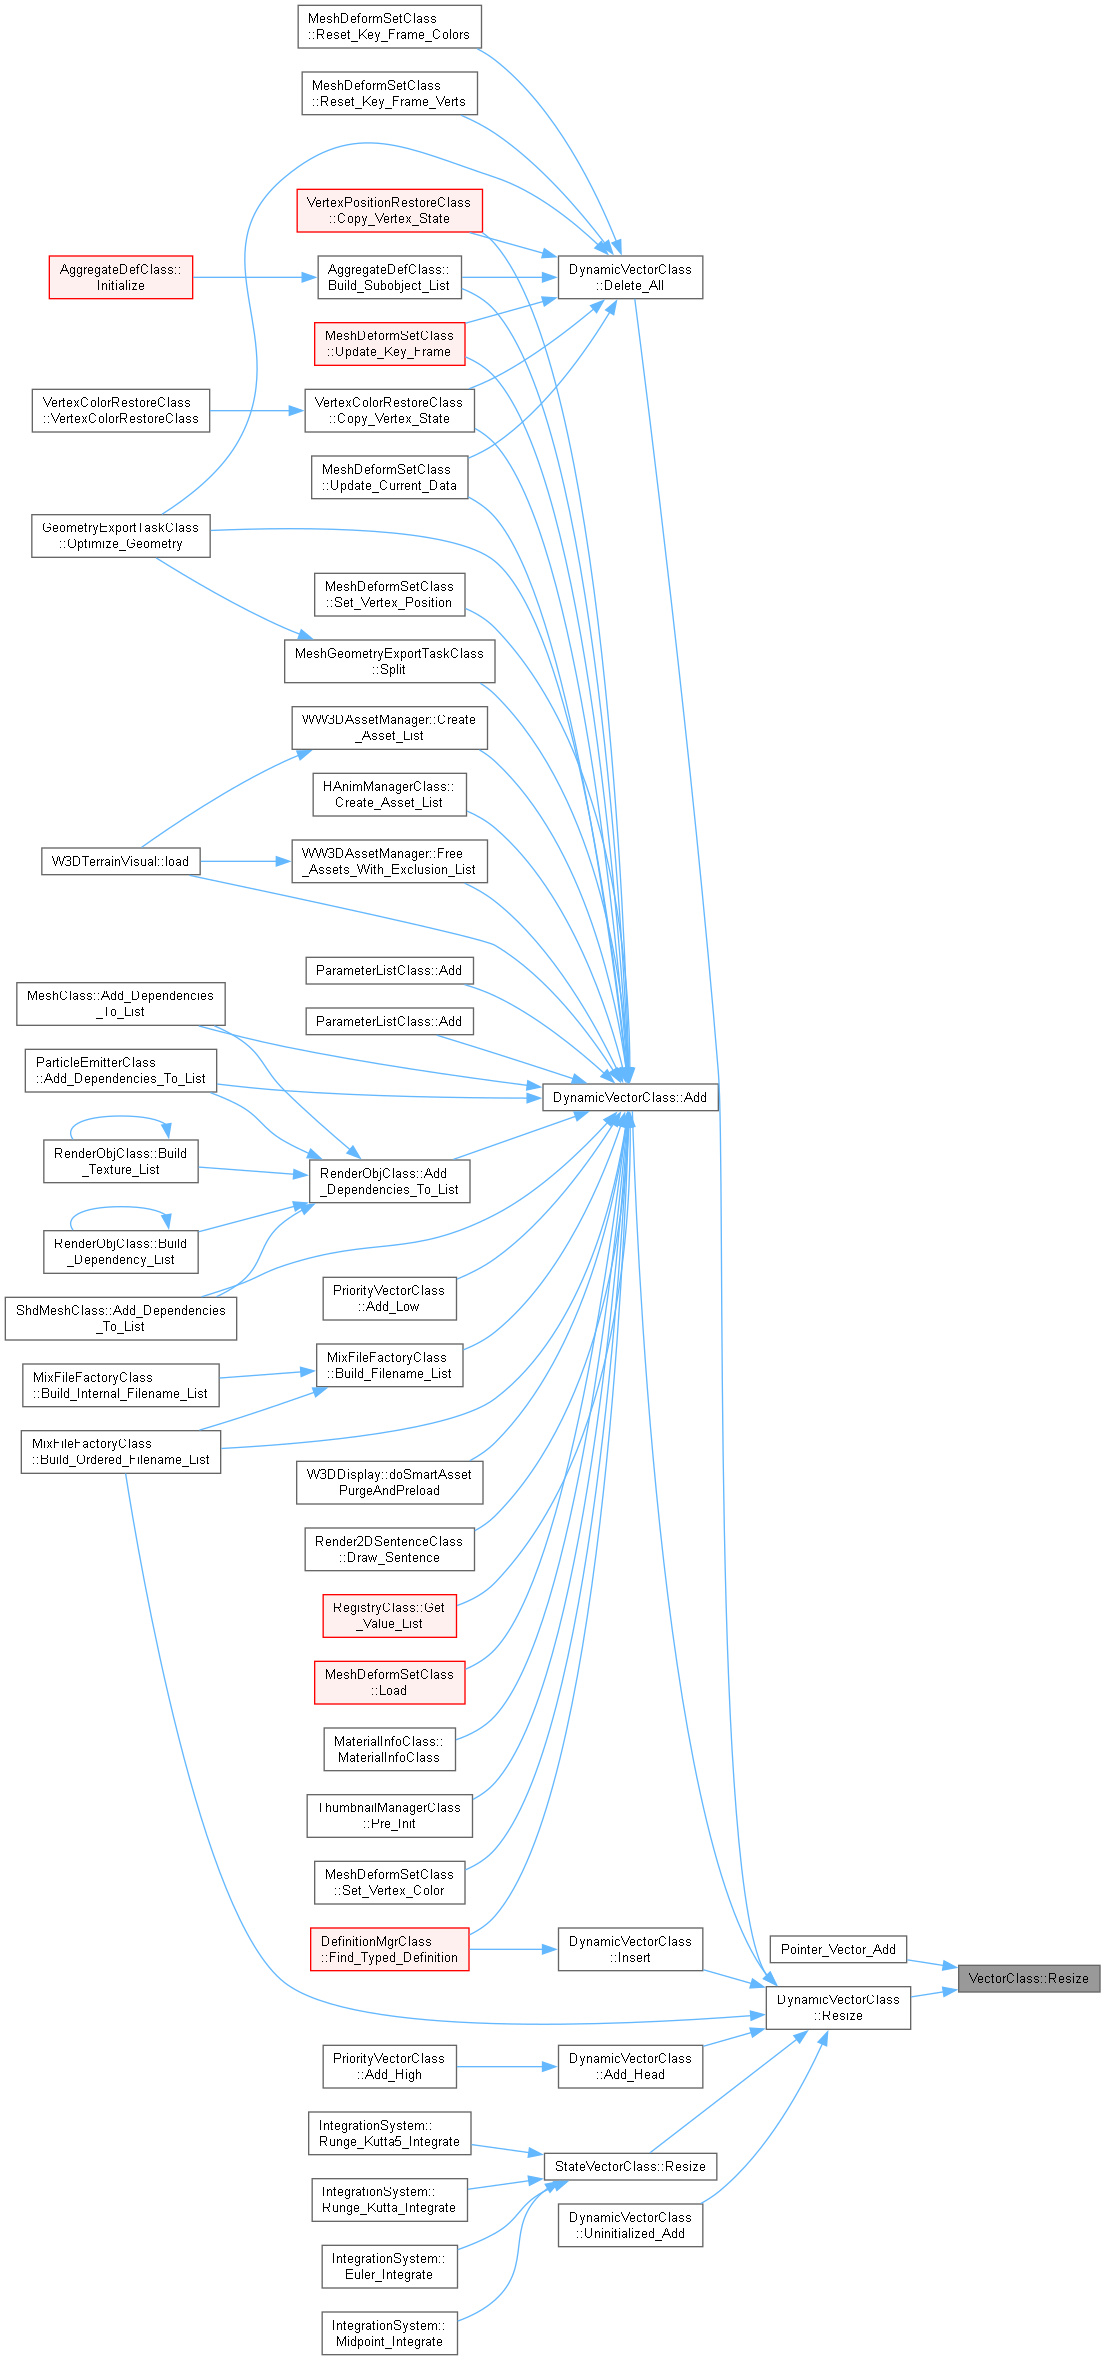 MeshDeformSetClass
::Reset_Key_Frame_Colors
MeshDeformSetClass
::Reset_Key_Frame_Verts
VertexPositionRestoreClass
::Copy_Vertex_State
AggregateDefClass::
Initialize
AggregateDefClass::
Build_Subobject_List
DynamicVectorClass
::Delete_All
MeshDeformSetClass
::Update_Key_Frame
VertexColorRestoreClass
::VertexColorRestoreClass
VertexColorRestoreClass
::Copy_Vertex_State
MeshDeformSetClass
::Update_Current_Data
GeometryExportTaskClass
::Optimize_Geometry
MeshDeformSetClass
::Set_Vertex_Position
MeshGeometryExportTaskClass
::Split
WW3DAssetManager::Create
_Asset_List
HAnimManagerClass::
Create_Asset_List
W3DTerrainVisual::load
WW3DAssetManager::Free
_Assets_With_Exclusion_List
ParameterListClass::Add
MeshClass::Add_Dependencies
_To_List
ParameterListClass::Add
ParticleEmitterClass
::Add_Dependencies_To_List
DynamicVectorClass::Add
RenderObjClass::Build
_Texture_List
RenderObjClass::Add
_Dependencies_To_List
RenderObjClass::Build
_Dependency_List
ShdMeshClass::Add_Dependencies
_To_List
PriorityVectorClass
::Add_Low
MixFileFactoryClass
::Build_Filename_List
MixFileFactoryClass
::Build_Internal_Filename_List
MixFileFactoryClass
::Build_Ordered_Filename_List
W3DDisplay::doSmartAsset
PurgeAndPreload
Render2DSentenceClass
::Draw_Sentence
RegistryClass::Get
_Value_List
MeshDeformSetClass
::Load
MaterialInfoClass::
MaterialInfoClass
ThumbnailManagerClass
::Pre_Init
MeshDeformSetClass
::Set_Vertex_Color
DefinitionMgrClass
::Find_Typed_Definition
DynamicVectorClass
::Insert
Pointer_Vector_Add
VectorClass::Resize
DynamicVectorClass
::Resize
PriorityVectorClass
::Add_High
DynamicVectorClass
::Add_Head
IntegrationSystem::
Runge_Kutta5_Integrate
StateVectorClass::Resize
IntegrationSystem::
Runge_Kutta_Integrate
DynamicVectorClass
::Uninitialized_Add
IntegrationSystem::
Euler_Integrate
IntegrationSystem::
Midpoint_Integrate